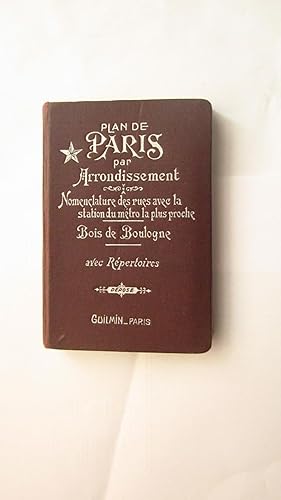 PLAN DE
PARIS
par
Arrondissement
Nomenclature des rues avec la
station du métro la plus proche
Bois de Boulogne
avec Répertoires
DÉPOSÉ
GUILMIN_PARIS